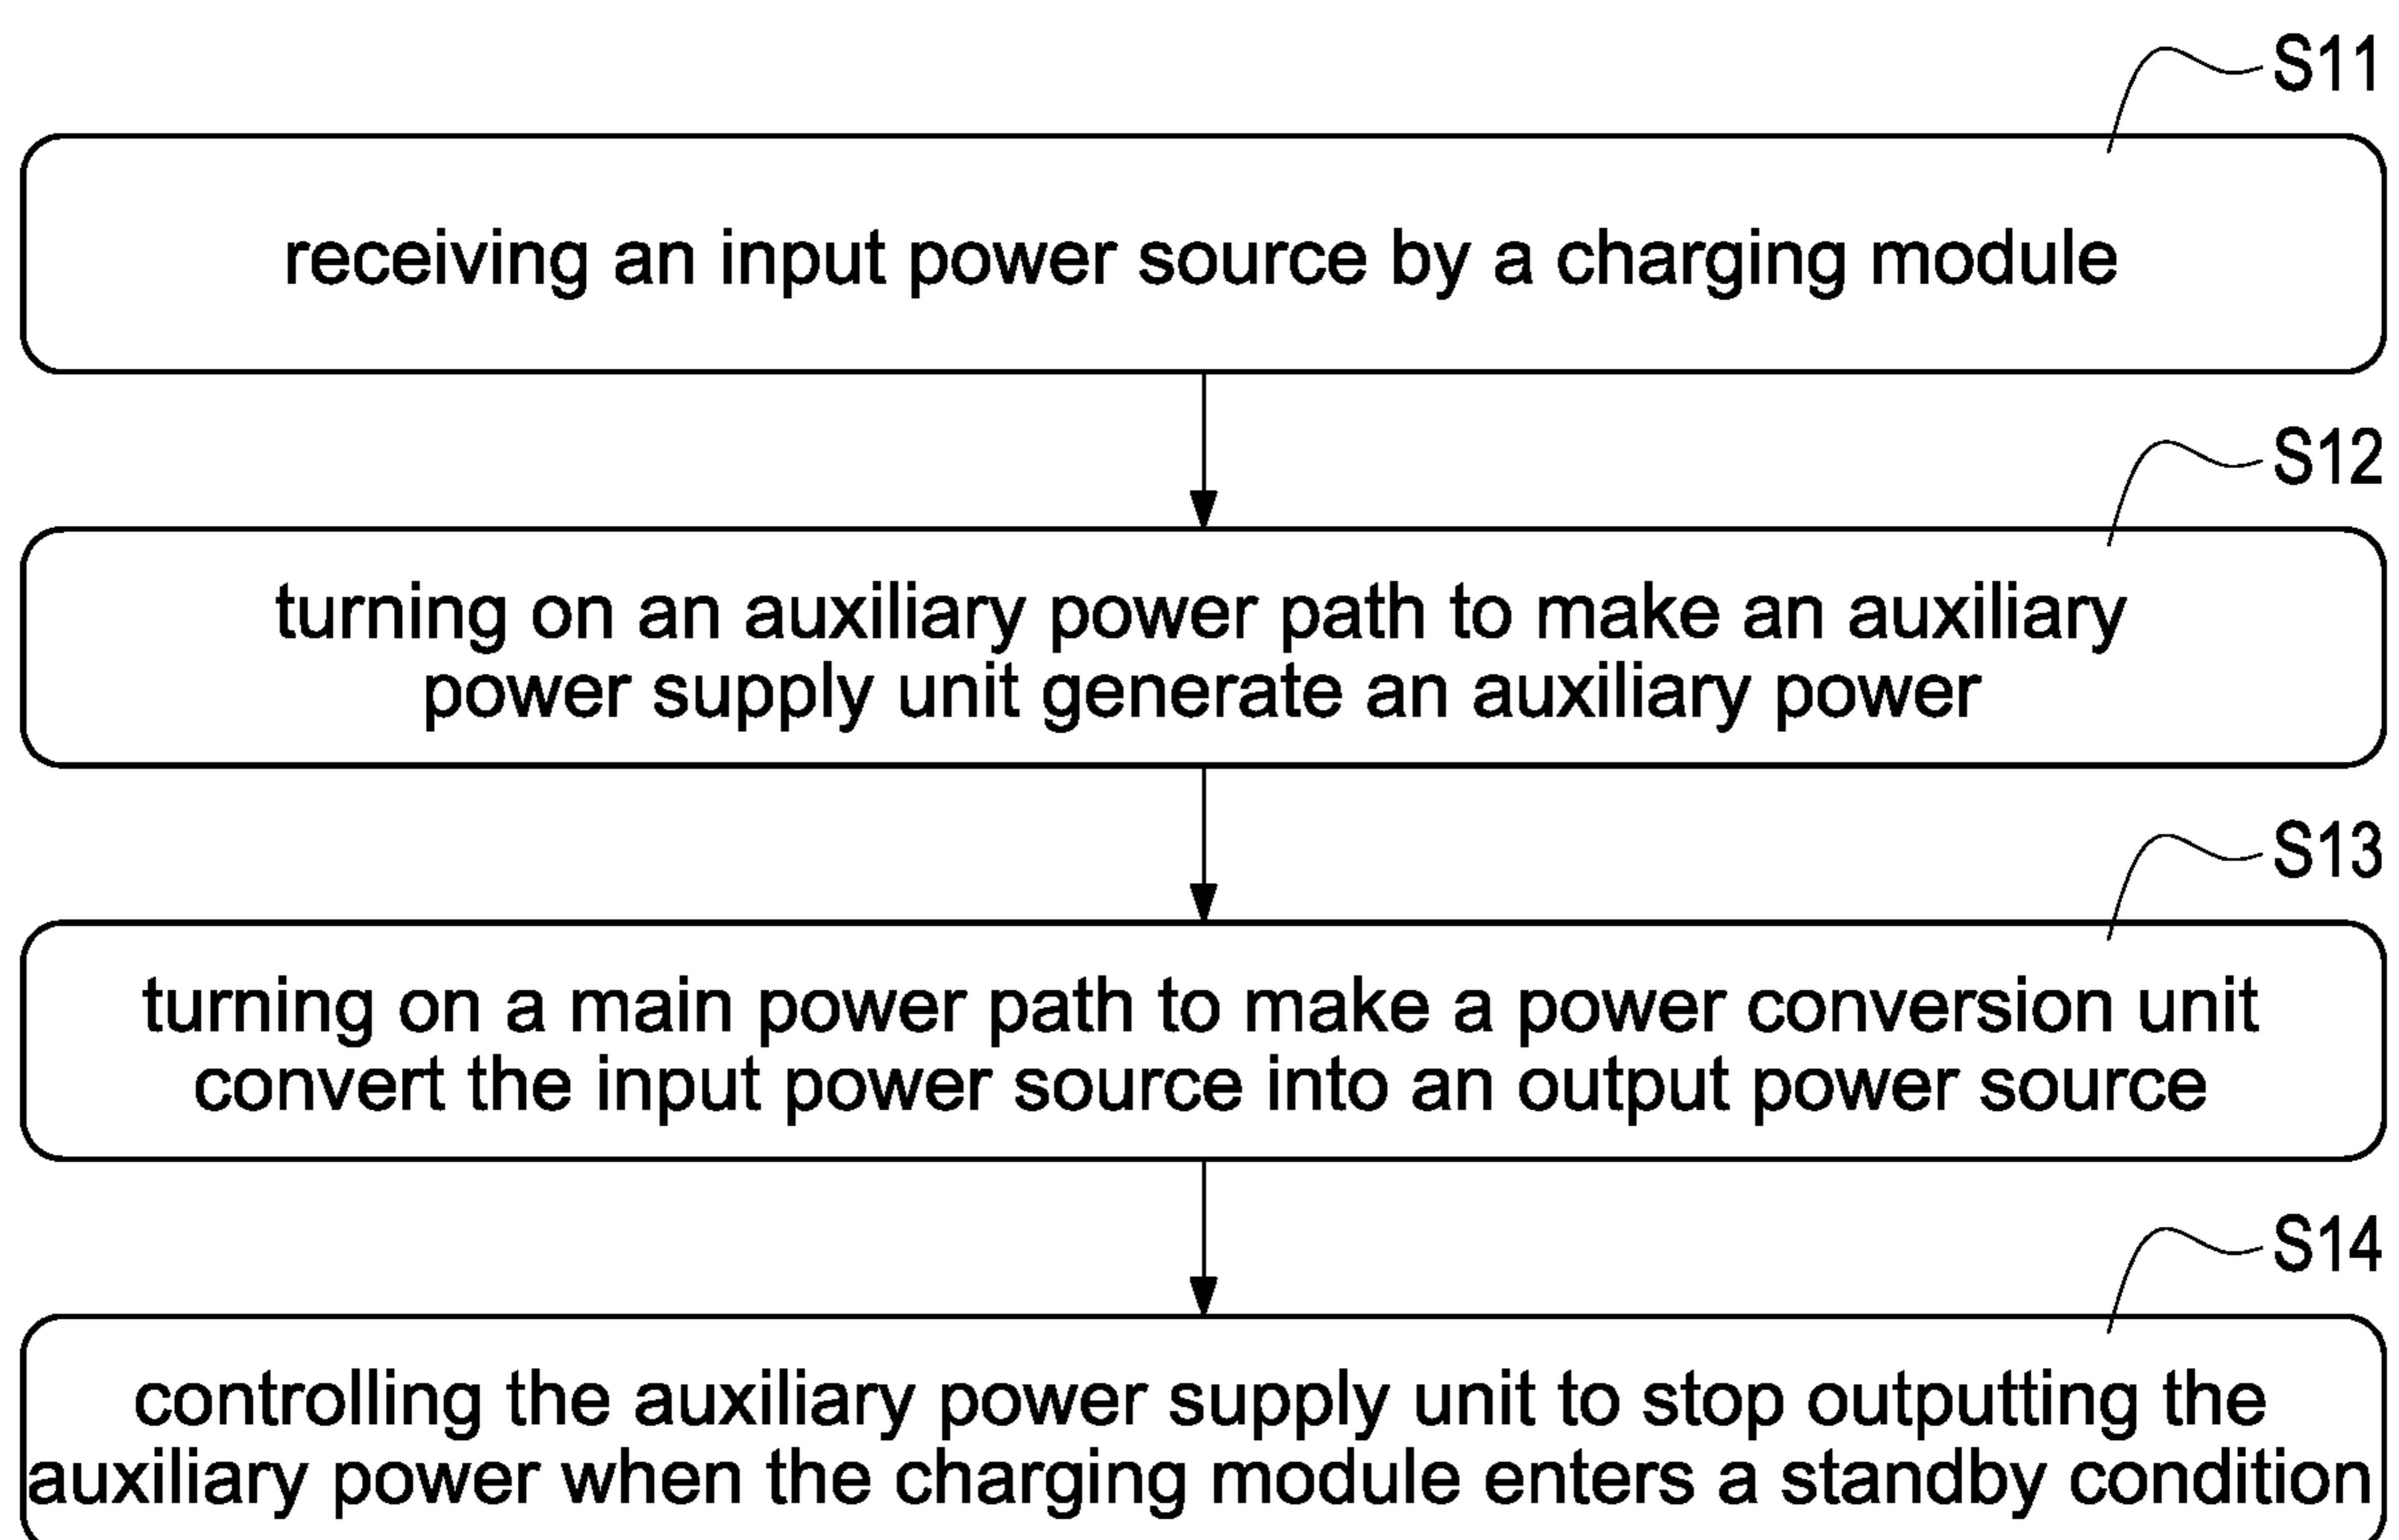 S11
receiving an input power source by a charging module
S12
turning on an auxiliary power path to make an auxiliary
power supply unit generate an auxiliary power
S13
turning on a main power path to make a power conversion unit
convert the input power source into an output power source
S14
controlling the auxiliary power supply unit to stop outputting the
auxiliary power when the charging module enters a standby condition